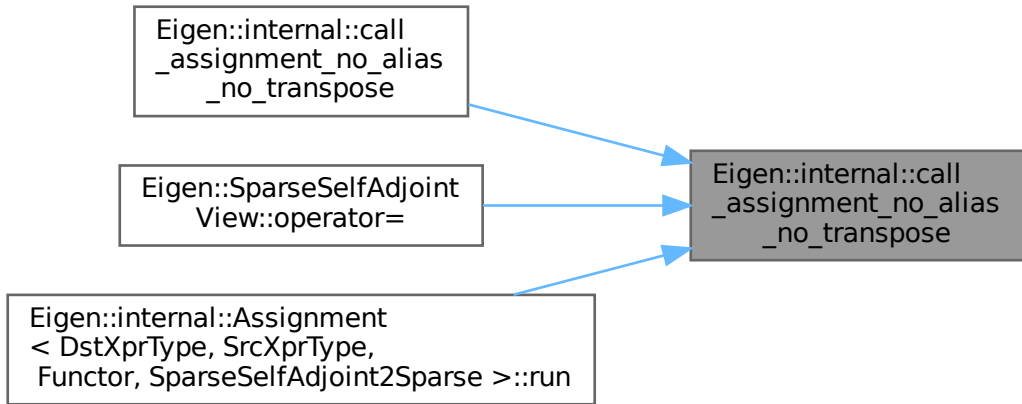 Eigen::internal::call
_assignment_no_alias
_no_transpose
Eigen::SparseSelfAdjoint
View::operator=
Eigen::internal::Assignment
< DstXprType, SrcXprType,
Functor, SparseSelfAdjoint2Sparse >::run
Eigen::internal::call
_assignment_no_alias
_no_transpose